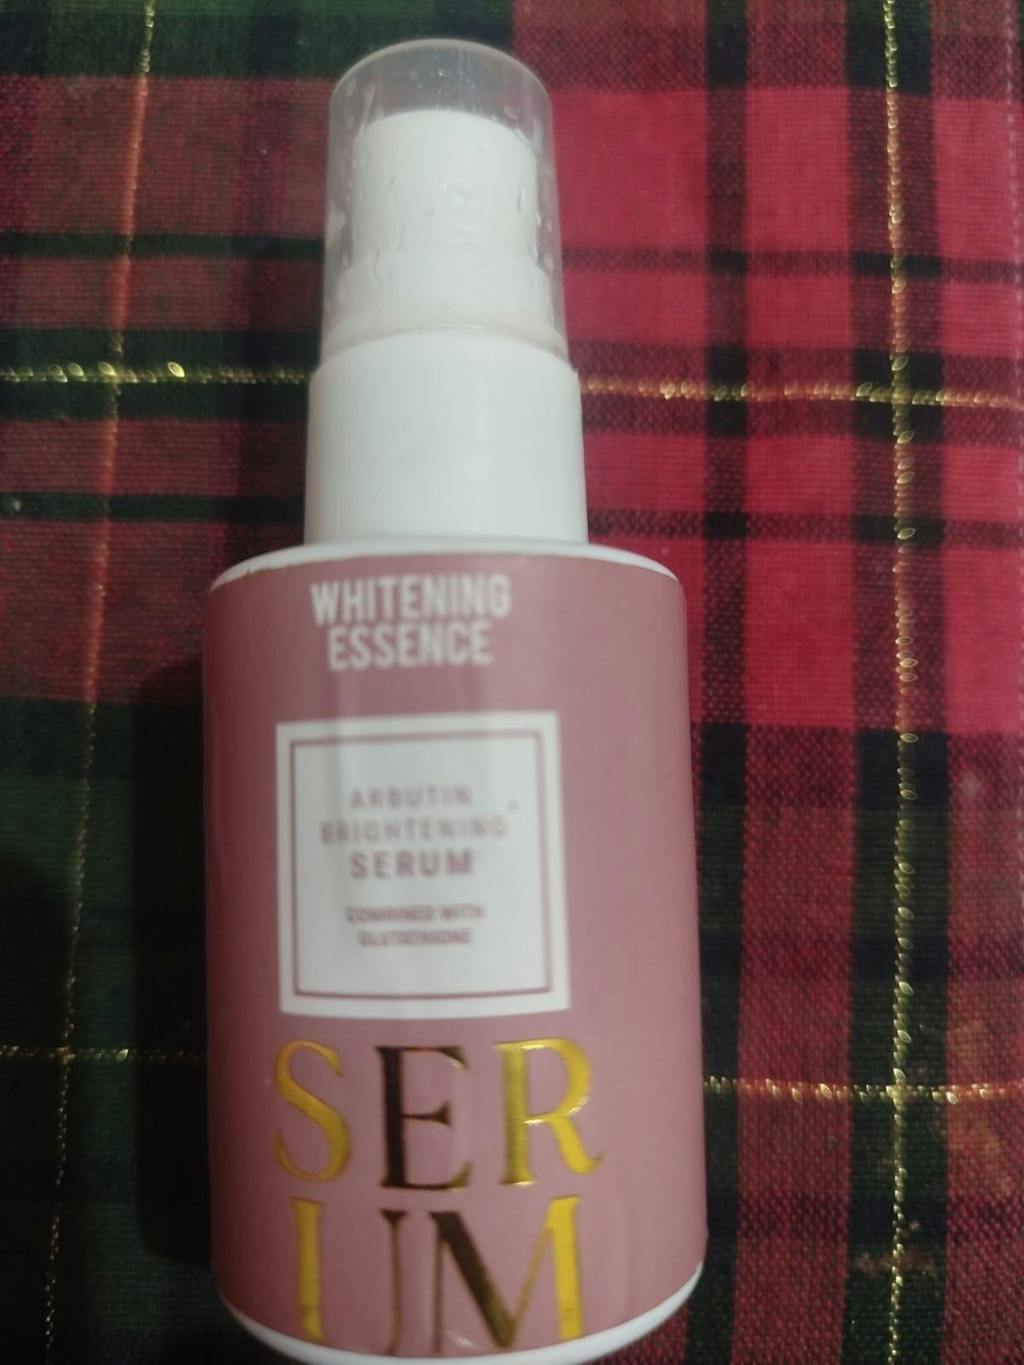 WHITENING
ESSENCE
ARBUTIN
BRIGHTENING
SERUM
COMBINED WITH
GLUTATHIONE
SER
UM